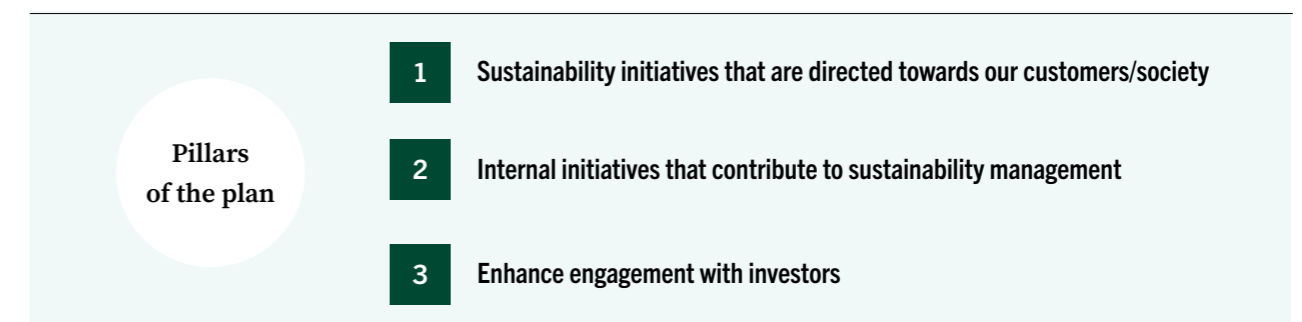 Pillars
of the plan
1 Sustainability initiatives that are directed towards our customers/society
2 Internal initiatives that contribute to sustainability management
3 Enhance engagement with investors